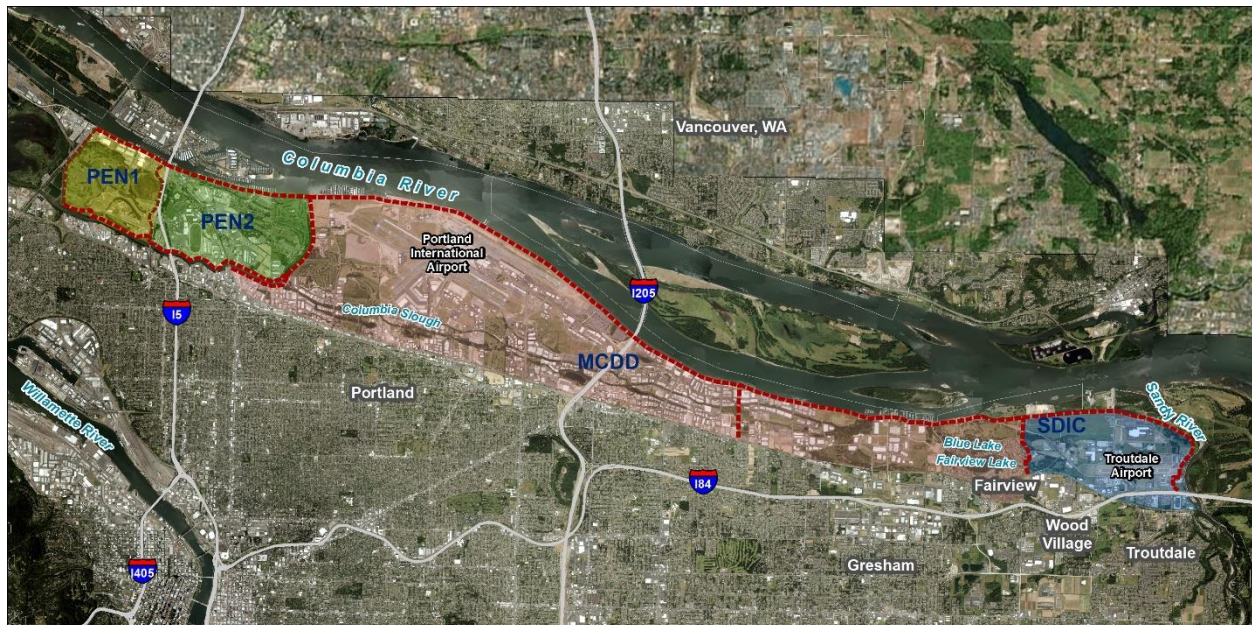 Vancouver, WA
Columbia River
PEN1
PEN2
Portland
International
Airport
I205
I5
Columbia Slough
MCDD
Portland
Willamette River
Sandy River
SDIC
Blue Lake
Fairview Lake
Troutdale
Airport
I84
Fairview
Wood
Village
Troutdale
Gresham
I405